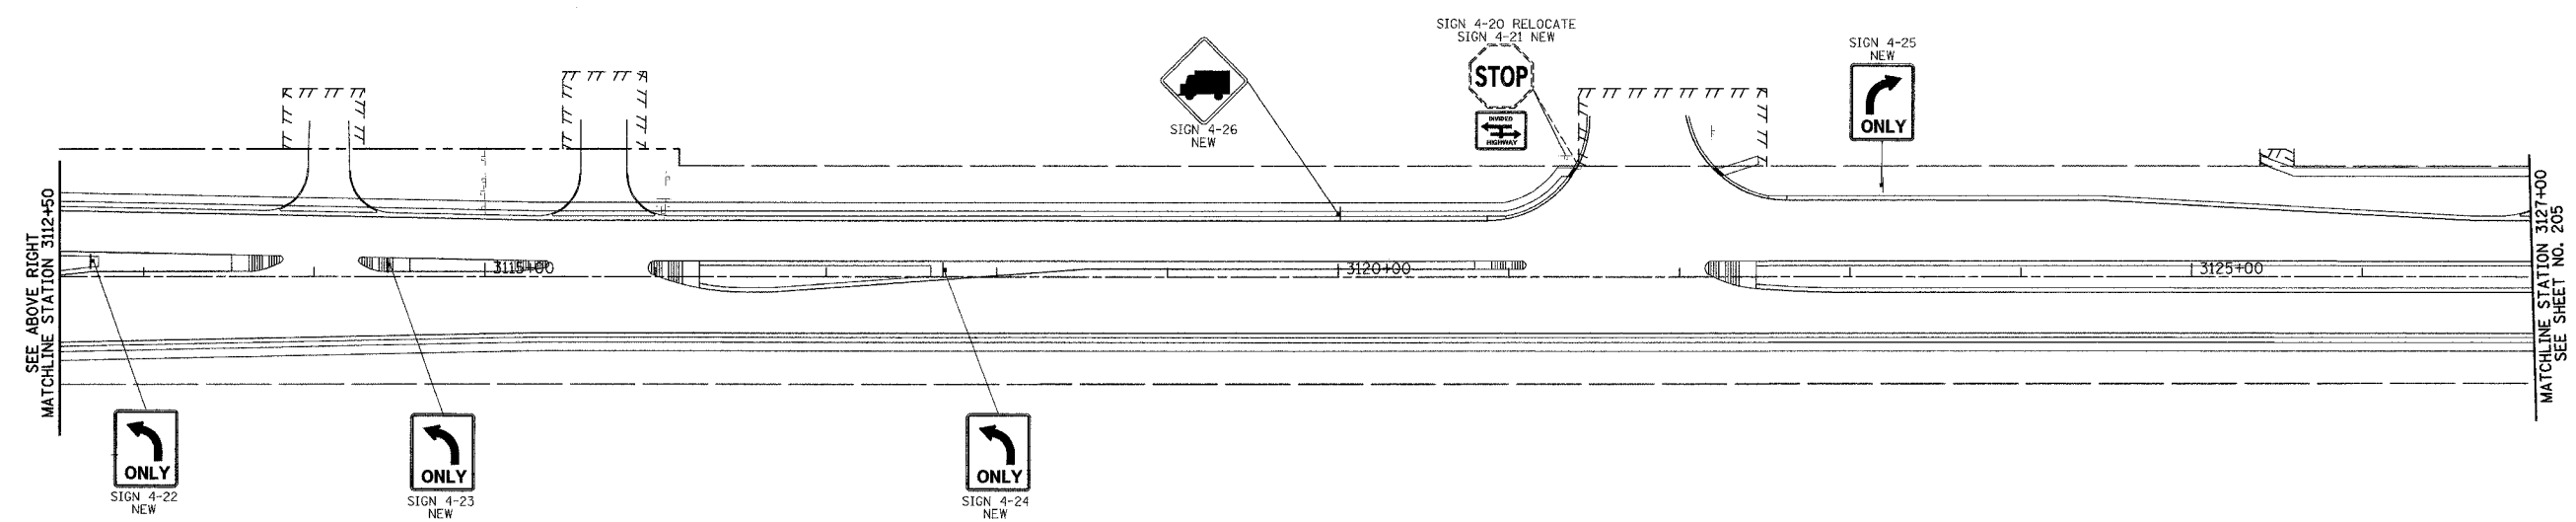 SIGN 4-20 RELOCATE
SIGN 4-21 NEW
STOP
DIVIDED
HIGHWAY
SIGN 4-25
NEW
ONLY
SIGN 4-26
NEW
SEE ABOVE RIGHT
MATCHLINE STATION 3112+50
3115+00
3120+00
3125+00
MATCHLINE STATION 3127+00
SEE SHEET NO. 205
ONLY
SIGN 4-22
NEW
ONLY
SIGN 4-23
NEW
ONLY
SIGN 4-24
NEW